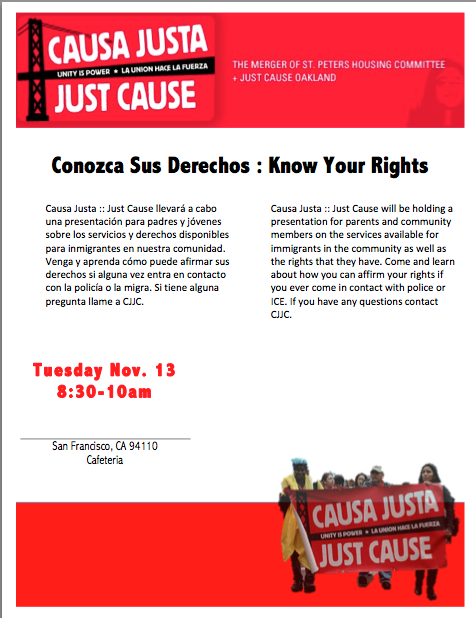 CAUSA JUSTA
UNITY IS POWER ★ LA UNION HACE LA FUERZA
JUST CAUSE
THE MERGER OF ST. PETERS HOUSING COMMITTEE
+ JUST CAUSE OAKLAND
Conozca Sus Derechos : Know Your Rights
Causa Justa :: Just Cause llevará a cabo
una presentación para padres y jóvenes
sobre los servicios y derechos disponibles
para inmigrantes en nuestra comunidad.
Venga y aprenda cómo puede afirmar sus
derechos si alguna vez entra en contacto
con la policía o la migra. Si tiene alguna
pregunta llame a CJJC.
Causa Justa :: Just Cause will be holding a
presentation for parents and community
members on the services available for
immigrants in the community as well as
the rights that they have. Come and learn
about how you can affirm your rights if
you ever come in contact with police or
ICE. If you have any questions contact
CJJC.
Tuesday Nov. 13
8:30-10am
San Francisco, CA 94110
Cafeteria
CAUSA JUSTA
UNITY IS POWER ★ LA UNION HACE LA FUERZA
JUST CAUSE